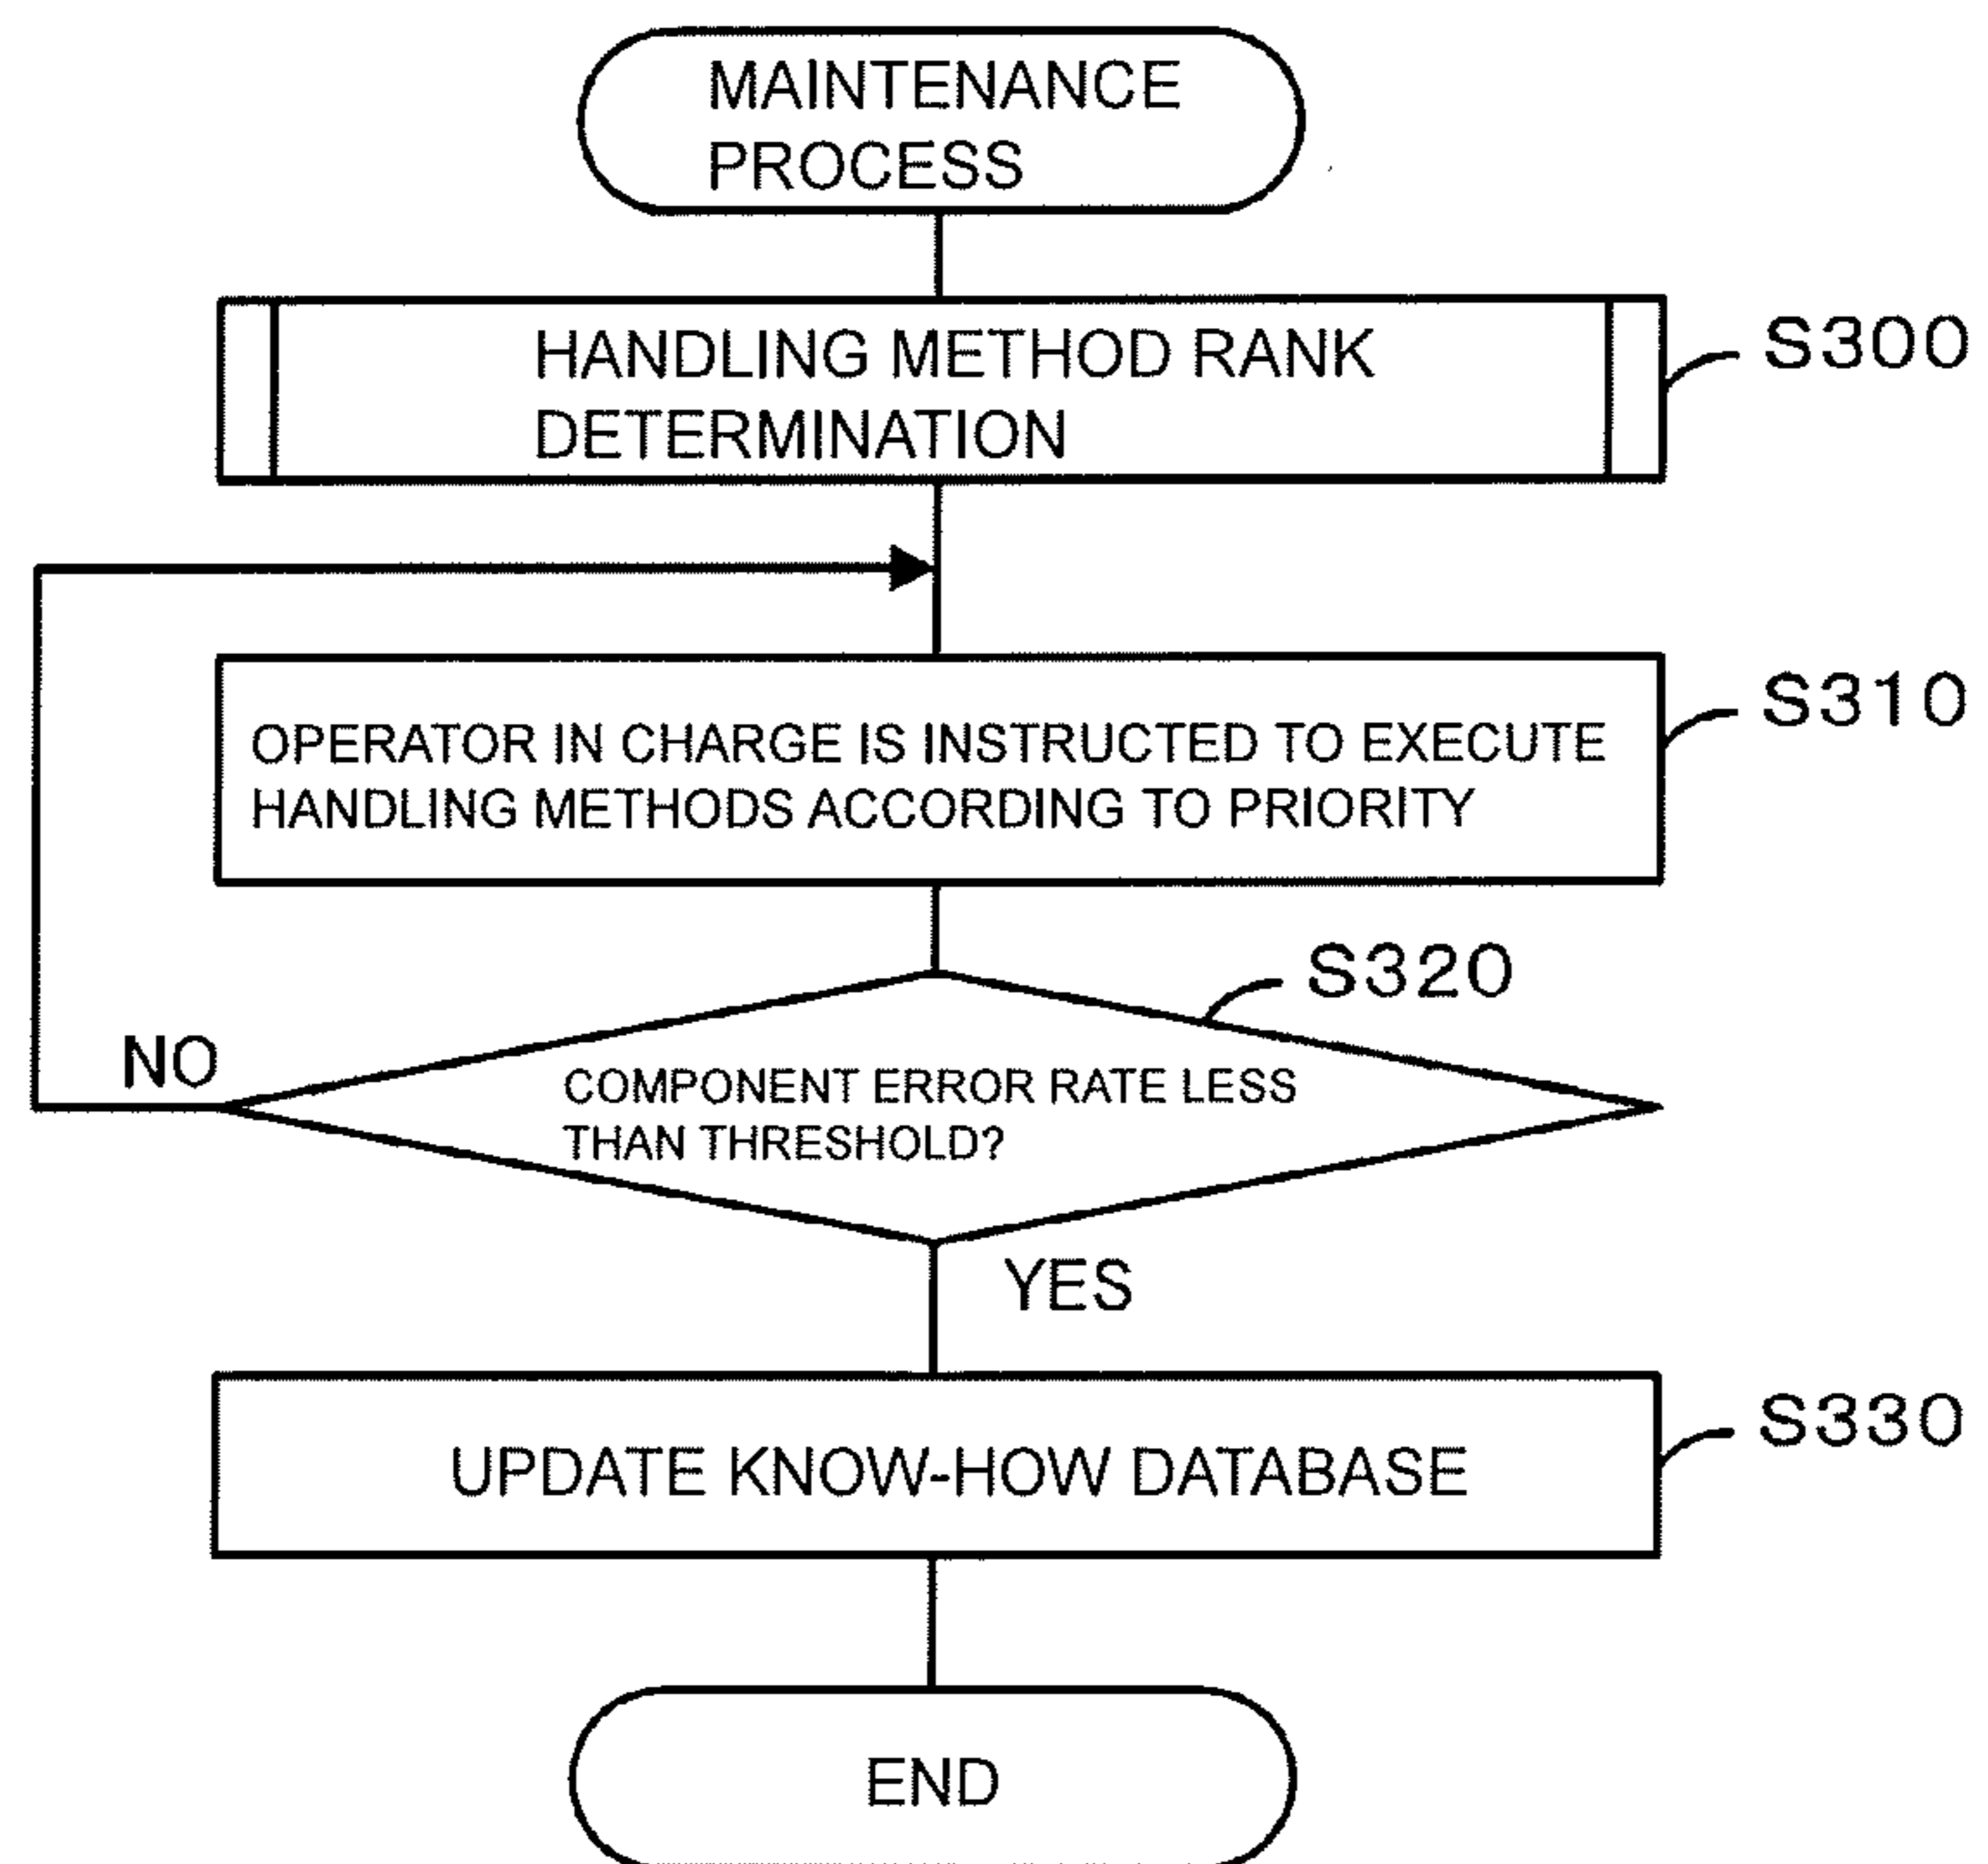 MAINTENANCE
PROCESS
HANDLING METHOD RANK
DETERMINATION
S300
OPERATOR IN CHARGE IS INSTRUCTED TO EXECUTE
HANDLING METHODS ACCORDING TO PRIORITY
S310
S320
NO
COMPONENT ERROR RATE LESS
THAN THRESHOLD?
YES
UPDATE KNOW-HOW DATABASE
S330
END